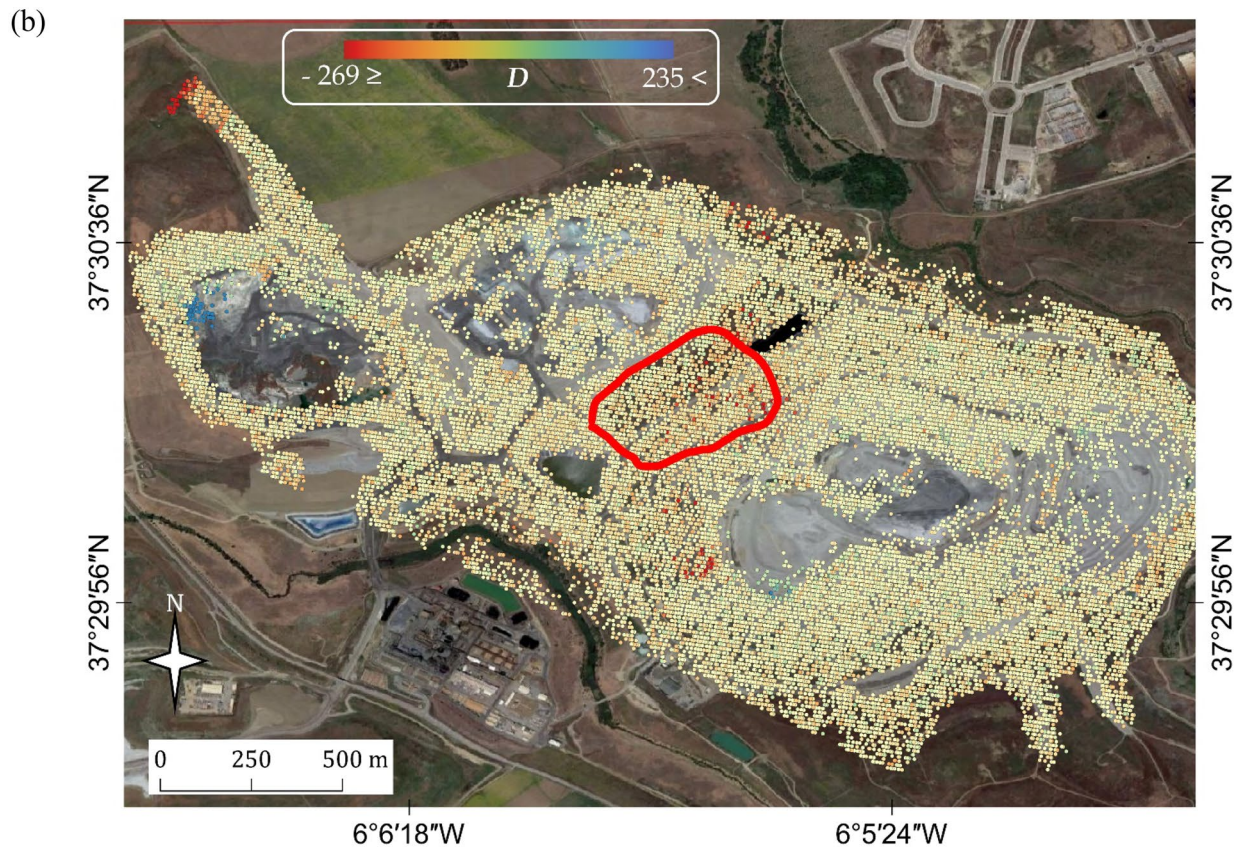 (b)
- 269 ≥ D 235 <
37°30′36″N
37°30′36″N
37°29′56″N
37°29′56″N
N
0 250 500 m
6°6′18″W 6°5′24″W